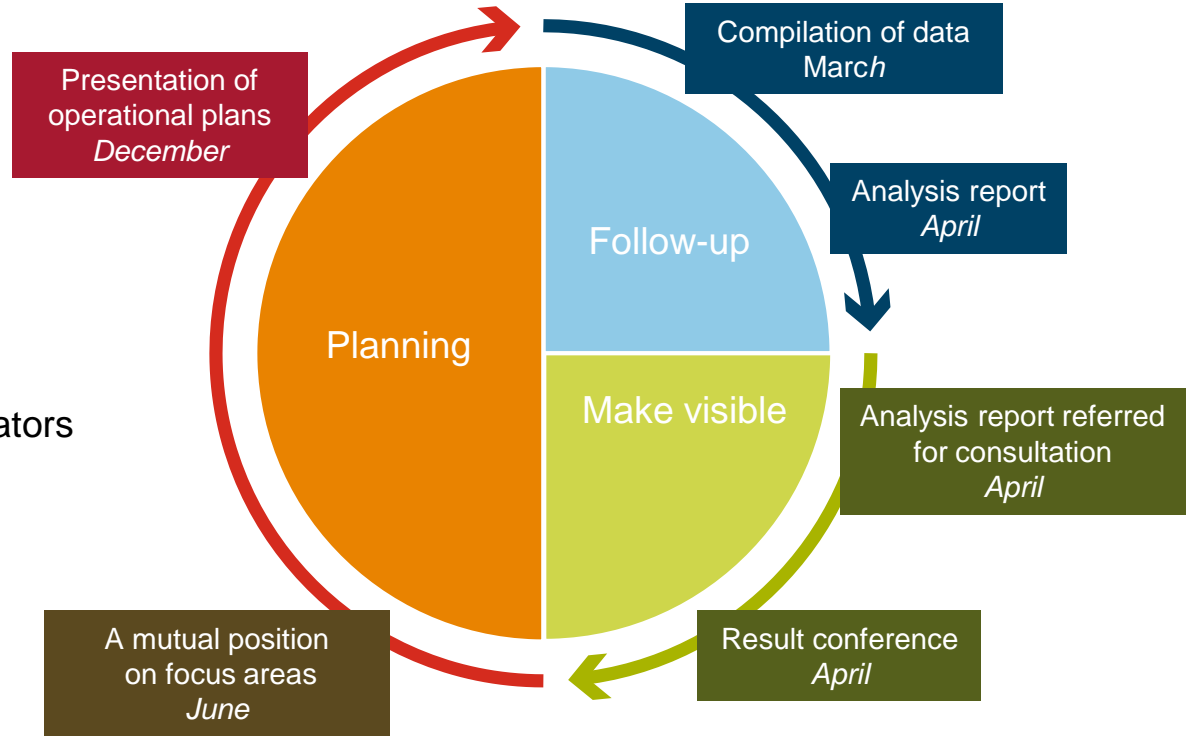 Compilation of data
March
Presentation of
operational plans
December
Analysis report
April
Follow-up
Planning
Make visible
ators
Analysis report referred
for consultation
April
A mutual position
on focus areas
June
Result conference
April